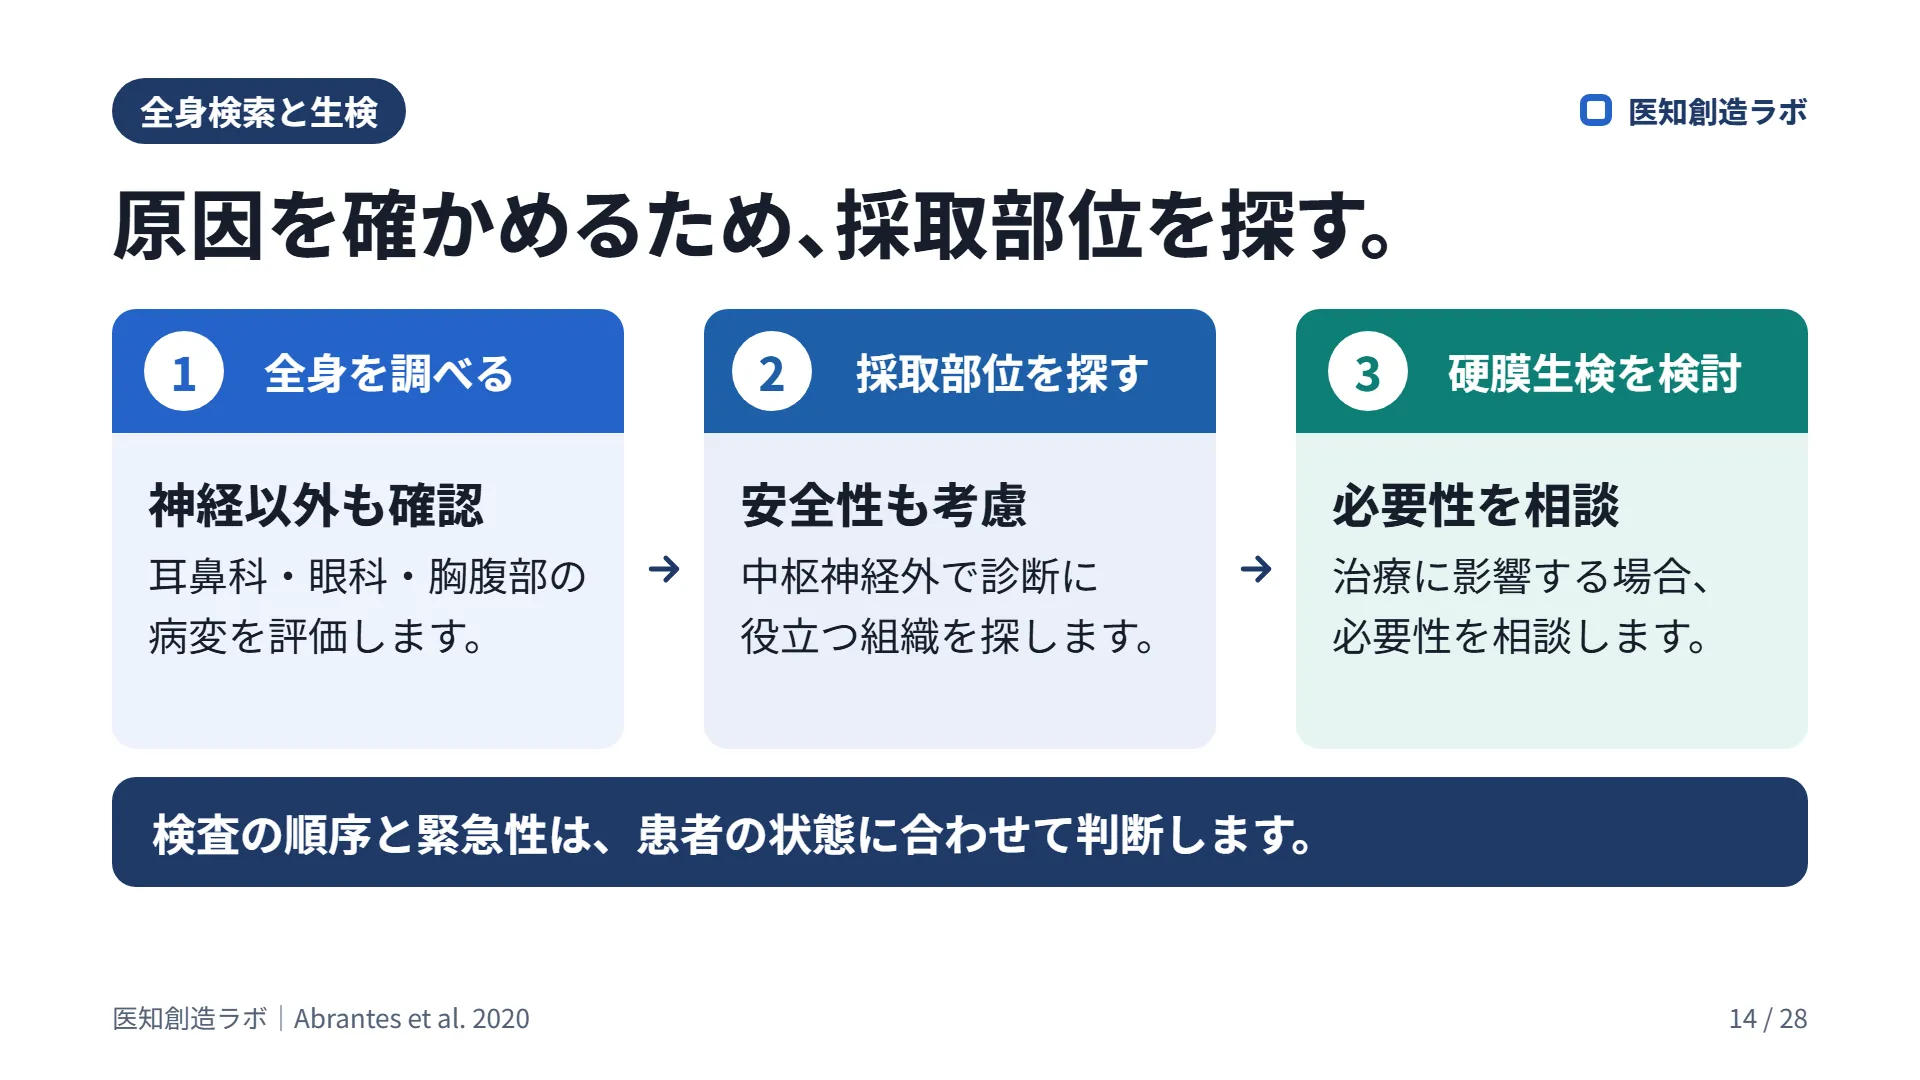 全身検索と生検
医知創造ラボ
原因を確かめるため、採取部位を探す。
1 全身を調べる
神経以外も確認
耳鼻科・眼科・胸腹部の
病変を評価します。
→
2 採取部位を探す
安全性も考慮
中枢神経外で診断に
役立つ組織を探します。
→
3 硬膜生検を検討
必要性を相談
治療に影響する場合、
必要性を相談します。
検査の順序と緊急性は、患者の状態に合わせて判断します。
医知創造ラボ｜Abrantes et al. 2020
14 / 28